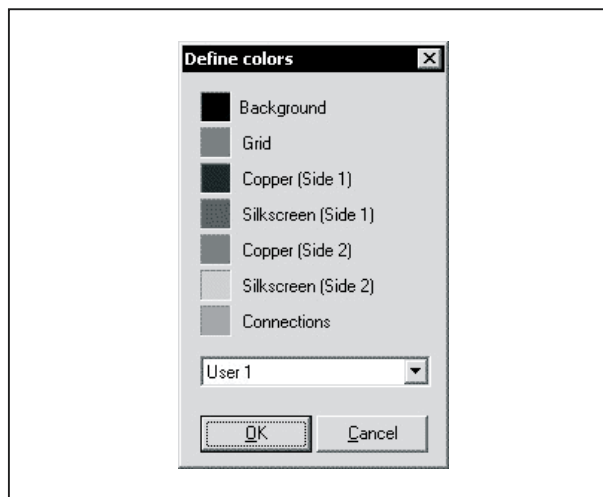 Define colors
Background
Grid
Copper (Side 1)
Silkscreen (Side 1)
Copper (Side 2)
Silkscreen (Side 2)
Connections
User 1
OK Cancel